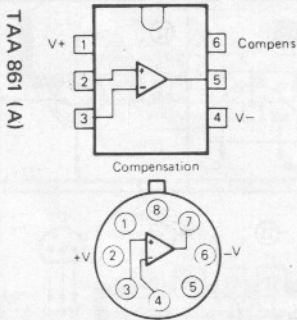 TAA 861 (A)
V+ 1
6 Compens
2
5
3
4 V-
+
-
Compensation
8
1
7
+V 2
6 -V
3
4
5
+
-